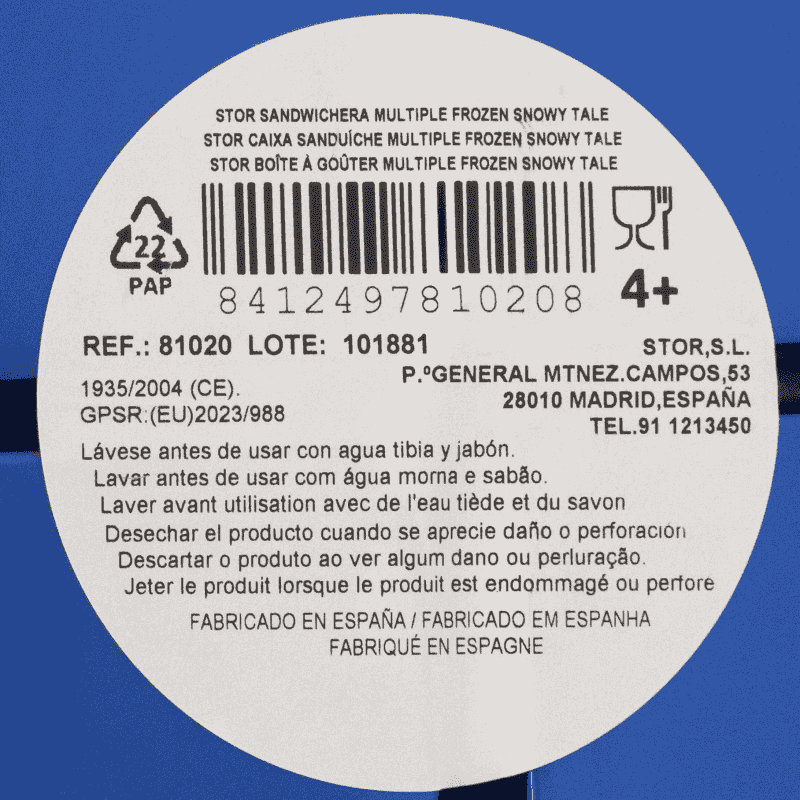 STOR SANDWICHERA MULTIPLE FROZEN SNOWY TALE
STOR CAIXA SANDUÍCHE MULTIPLE FROZEN SNOWY TALE
STOR BOÎTE À GOÛTER MULTIPLE FROZEN SNOWY TALE
22
PAP
8412497810208
4+
REF.: 81020 LOTE: 101881
STOR,S.L.
P.ºGENERAL MTNEZ.CAMPOS,53
28010 MADRID,ESPAÑA
TEL.91 1213450
1935/2004 (CE).
GPSR:(EU)2023/988
Lávese antes de usar con agua tibia y jabón.
Lavar antes de usar com água morna e sabão.
Laver avant utilisation avec de l'eau tiède et du savon
Desechar el producto cuando se aprecie daño o perforación
Descartar o produto ao ver algum dano ou perluração.
Jeter le produit lorsque le produit est endommagé ou perfore
FABRICADO EN ESPAÑA / FABRICADO EM ESPANHA
FABRIQUÉ EN ESPAGNE